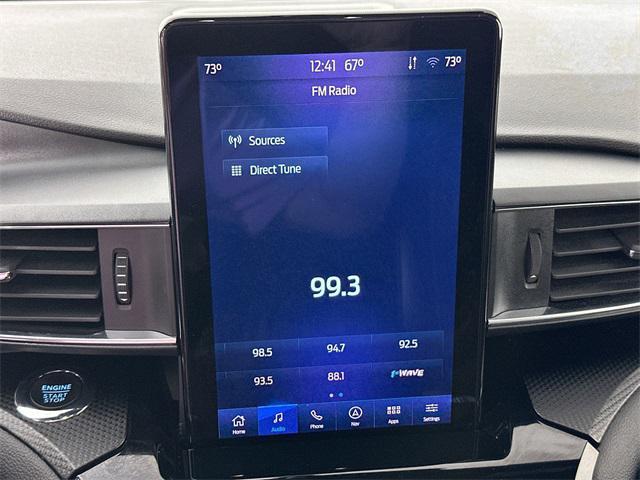 73° 12:41 67° 73°
FM Radio
Sources
Direct Tune
99.3
98.5 94.7 92.5
93.5 88.1
Home Audio Phone Nav Apps Settings
ENGINE
START
STOP